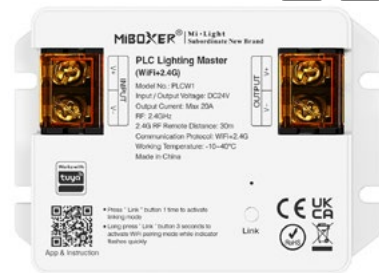 MiBOXER® Mi·Light
Subordinate New Brand
PLC Lighting Master
(WiFi+2.4G)
Model No.: PLCW1
Input / Output Voltage: DC24V
Output Current: Max 20A
RF: 2.4GHz
2.4G RF Remote Distance: 30m
Communication Protocol: WiFi+2.4G
Working Temperature: -10~40°C
Made in China
V+
V-
INPUT
OUTPUT
V+
V-
Works with
tuya
• Press " Link " button 1 time to activate
linking mode
• Long press " Link " button 3 seconds to
activate WiFi pairing mode while indicator
flashes quickly
App & Instruction
Link
CE UK
CA
RoHS